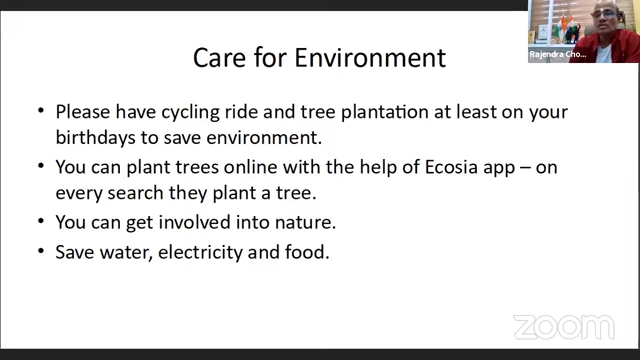 Care for Environment
Rajendra Cho...
• Please have cycling ride and tree plantation at least on your
birthdays to save environment.
• You can plant trees online with the help of Ecosia app – on
every search they plant a tree.
• You can get involved into nature.
• Save water, electricity and food.
zoom